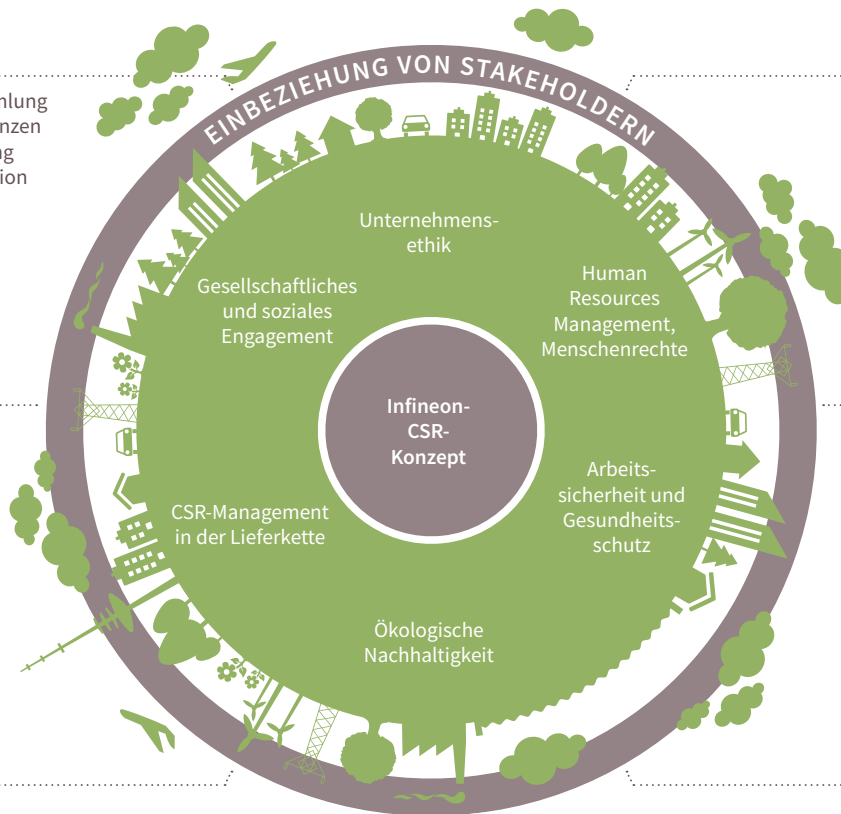 EINBEZIEHUNG VON STAKEHOLDERN
Unternehmens-
ethik
Gesellschaftliches
und soziales
Engagement
Human
Resources
Management,
Menschenrechte
Infineon-
CSR-
Konzept
Arbeits-
sicherheit und
Gesundheits-
schutz
CSR-Management
in der Lieferkette
Ökologische
Nachhaltigkeit